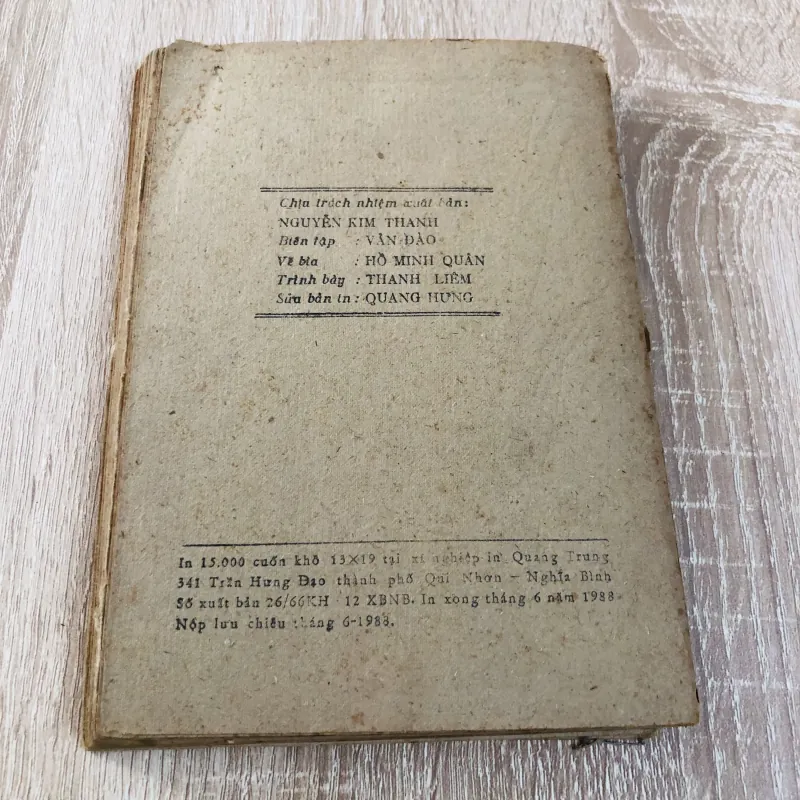 Chịu trách nhiệm xuất bản:
NGUYỄN KIM THANH
Biên tập : VĂN ĐÀO
Vẽ bìa : HỒ MINH QUÂN
Trình bày : THANH LIÊM
Sửa bản in : QUANG HƯNG
In 15.000 cuốn khổ 13×19 tại xí nghiệp in Quang Trung
341 Trần Hưng Đạo thành phố Qui Nhơn – Nghĩa Bình
Số xuất bản 26/66KH · 12 XBNB. In xong tháng 6 năm 1988
Nộp lưu chiểu tháng 6-1988.